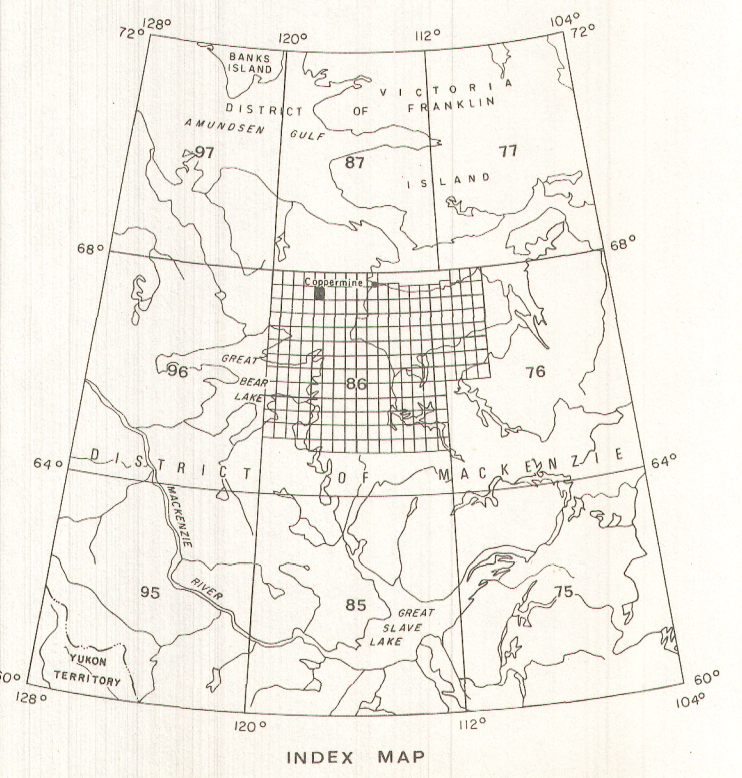 128°
120°
112°
104°
72°
72°
BANKS
ISLAND
VICTORIA
DISTRICT OF FRANKLIN
AMUNDSEN GULF
97
87
77
ISLAND
68°
68°
Coppermine
GREAT
96
BEAR
86
76
LAKE
DISTRICT OF MACKENZIE
64°
64°
MACKENZIE
RIVER
95
85
75
GREAT
SLAVE
LAKE
YUKON
TERRITORY
60°
60°
128°
120°
112°
104°
INDEX MAP